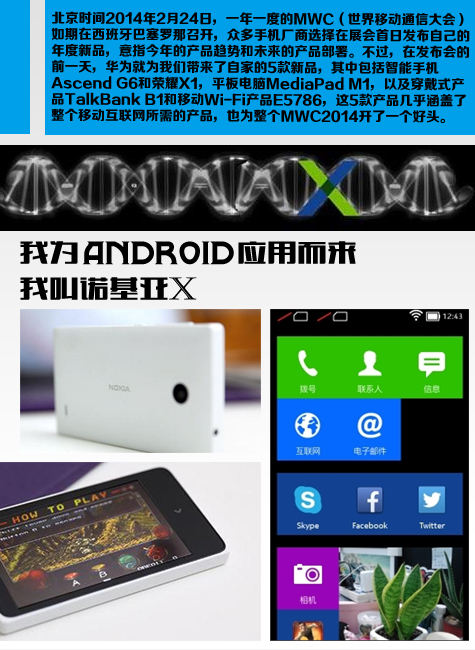 北京时间2014年2月24日，一年一度的MWC（世界移动通信大会）
如期在西班牙巴塞罗那召开，众多手机厂商选择在展会首日发布自己的
年度新品，意指今年的产品趋势和未来的产品部署。不过，在发布会的
前一天，华为就为我们带来了自家的5款新品，其中包括智能手机
Ascend G6和荣耀X1，平板电脑MediaPad M1，以及穿戴式产
品TalkBank B1和移动Wi-Fi产品E5786，这5款产品几乎涵盖了
整个移动互联网所需的产品，也为整个MWC2014开了一个好头。
我为ANDROID应用而来
我叫诺基亚X
NOKIA
12:43
拨号 联系人 信息
互联网 电子邮件
Skype Facebook Twitter
相机
HOW TO PLAY
A B